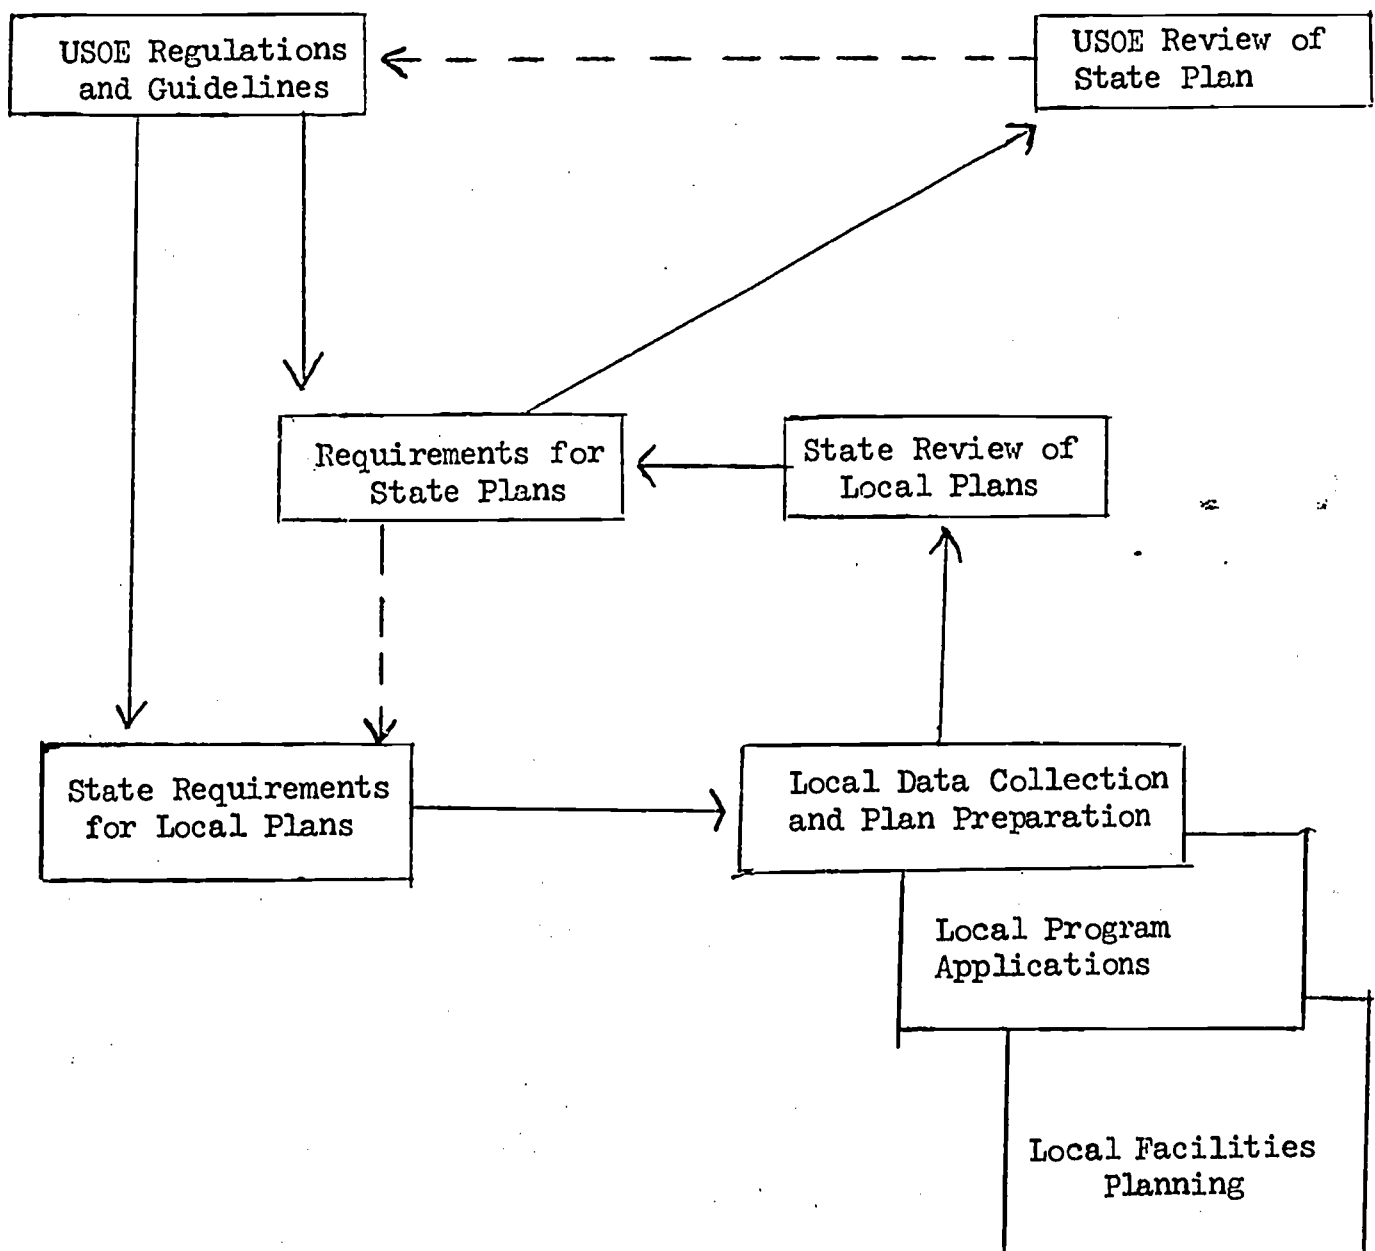 USOE Regulations
and Guidelines
USOE Review of
State Plan
Requirements for
State Plans
State Review of
Local Plans
State Requirements
for Local Plans
Local Data Collection
and Plan Preparation
Local Program
Applications
Local Facilities
Planning